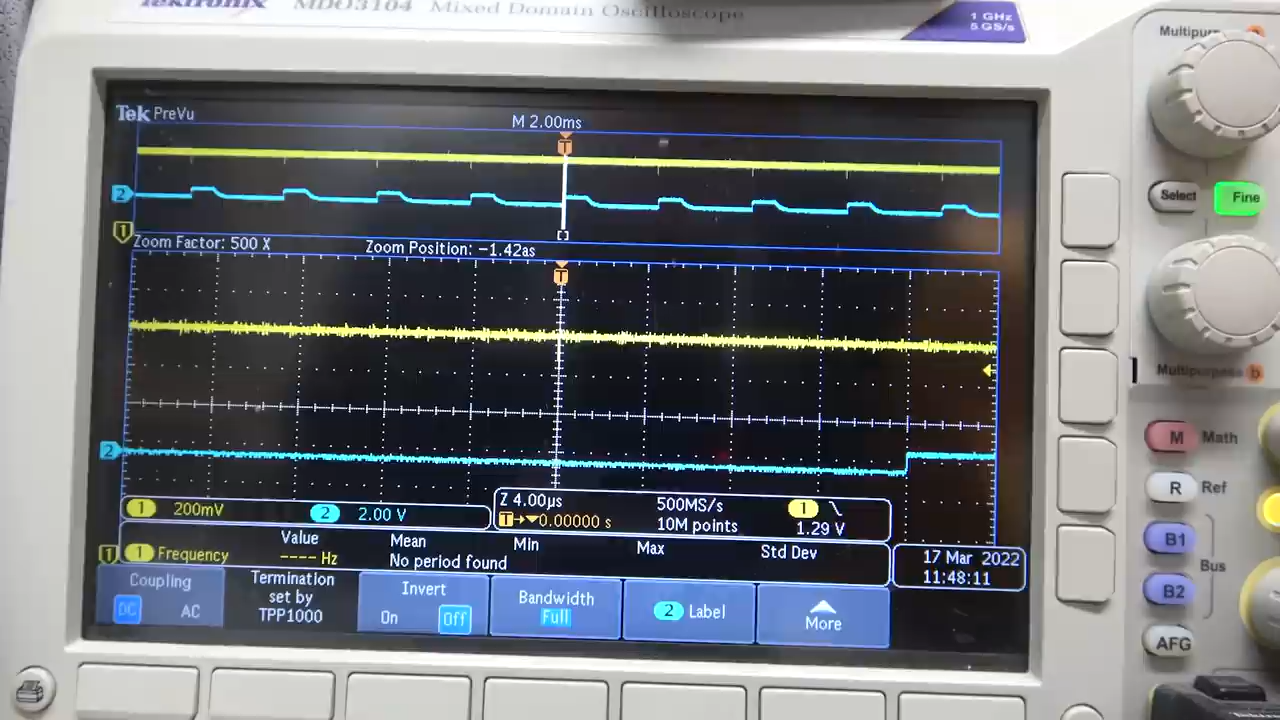 Tektronix MDO3104 Mixed Domain Oscilloscope
1 GHz
5 GS/s
Tek PreVu
M 2.00ms
T
2
1
Zoom Factor: 500 X
Zoom Position: −1.42as
T
2
1 200mV
2 2.00 V
Z 4.00µs
T→▼0.00000 s
500MS/s
10M points
1
1.29 V
1
1 Frequency
Value
---- Hz
Mean
No period found
Min
Max
Std Dev
17 Mar 2022
11:48:11
Coupling
DC AC
Termination
set by
TPP1000
Invert
On Off
Bandwidth
Full
2 Label
More
Select
Fine
Multipurpose b
M Math
R Ref
B1
Bus
B2
AFG